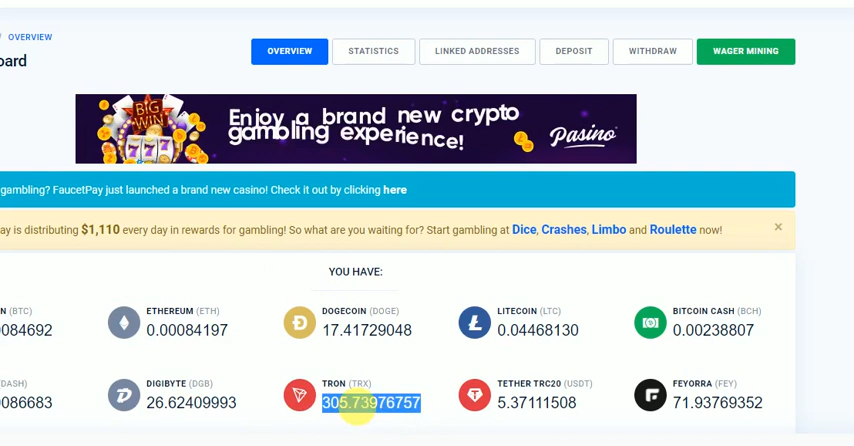 / OVERVIEW
oard
OVERVIEW
STATISTICS
LINKED ADDRESSES
DEPOSIT
WITHDRAW
WAGER MINING
BIG WIN
777
Enjoy a brand new crypto
gambling experience!
Pasino
gambling? FaucetPay just launched a brand new casino! Check it out by clicking here
ay is distributing $1,110 every day in rewards for gambling! So what are you waiting for? Start gambling at Dice, Crashes, Limbo and Roulette now! ×
YOU HAVE:
N (BTC)
084692
ETHEREUM (ETH)
0.00084197
DOGECOIN (DOGE)
17.41729048
LITECOIN (LTC)
0.04468130
BITCOIN CASH (BCH)
0.00238807
DASH)
086683
DIGIBYTE (DGB)
26.62409993
TRON (TRX)
305.73976757
TETHER TRC20 (USDT)
5.37111508
FEYORRA (FEY)
71.93769352